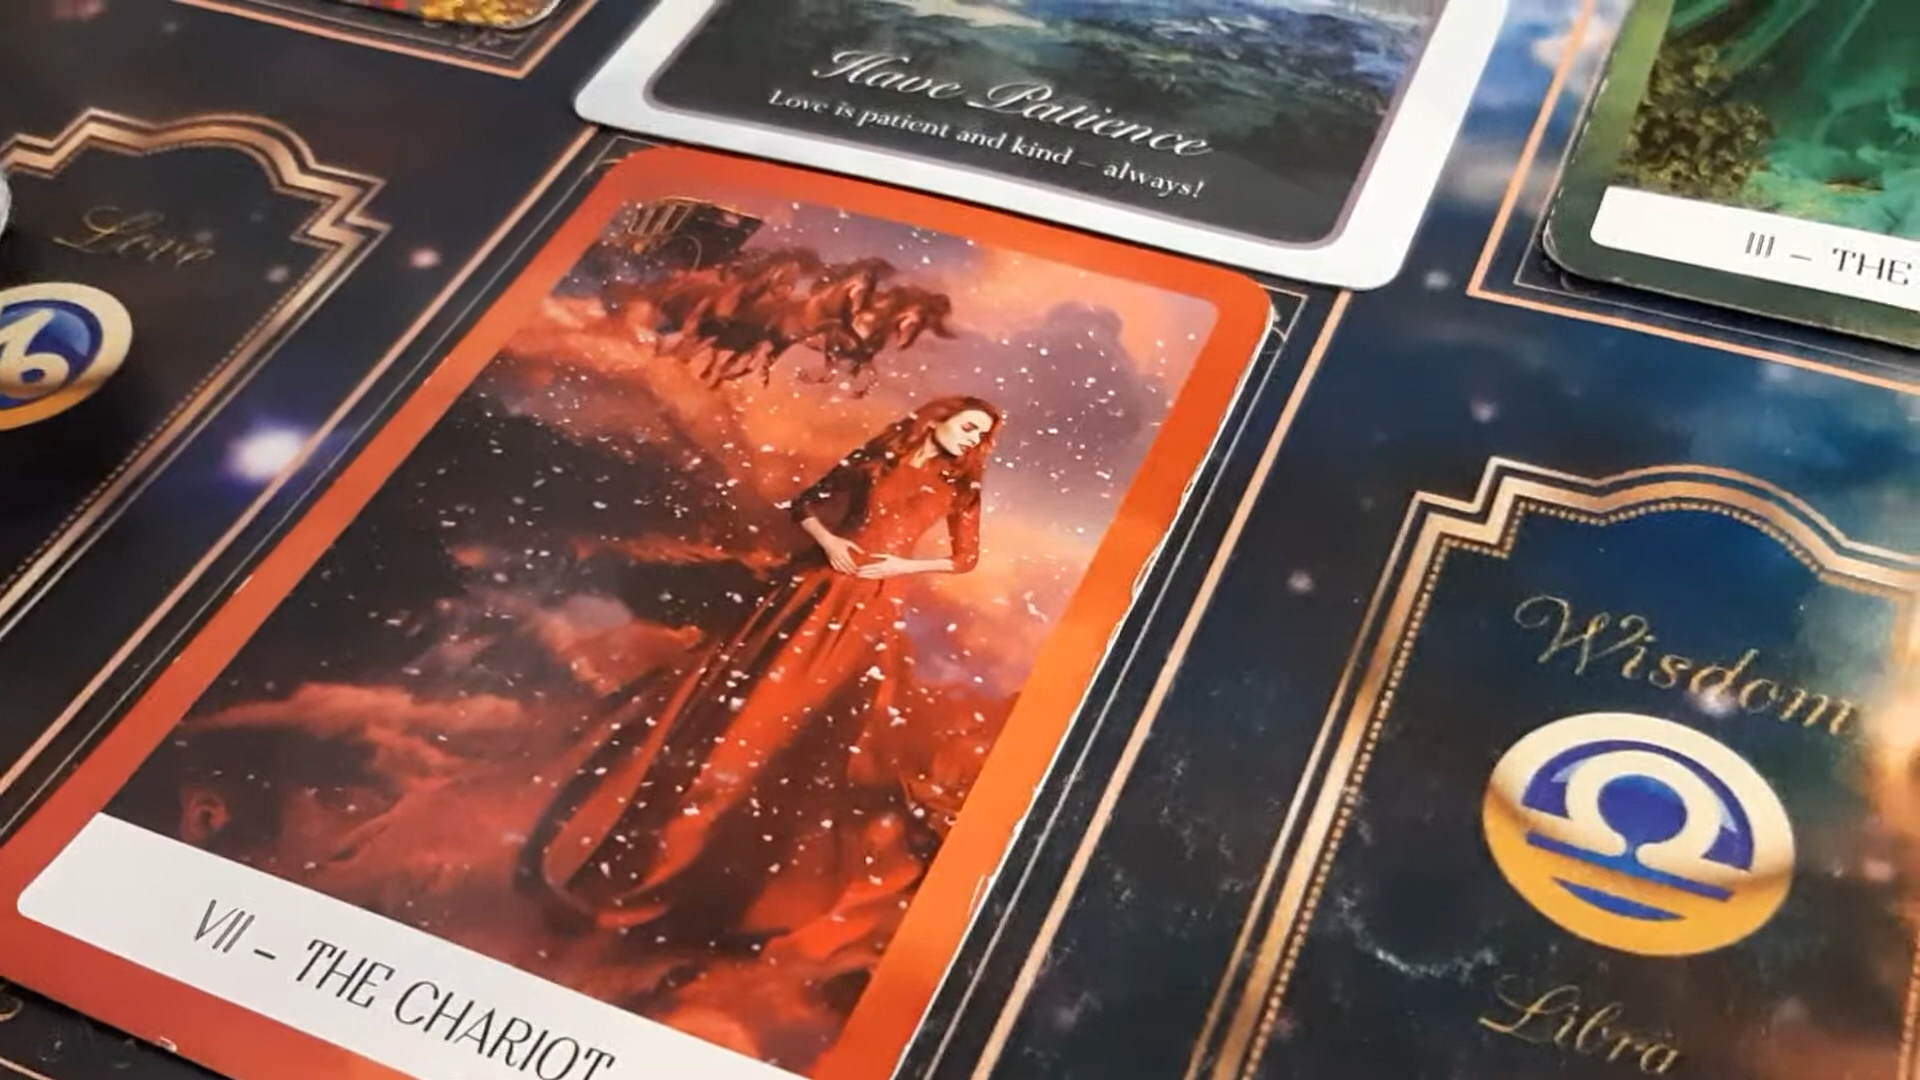 Have Patience
Love is patient and kind – always!
III – THE
Love
VII – THE CHARIOT
Wisdom
Libra